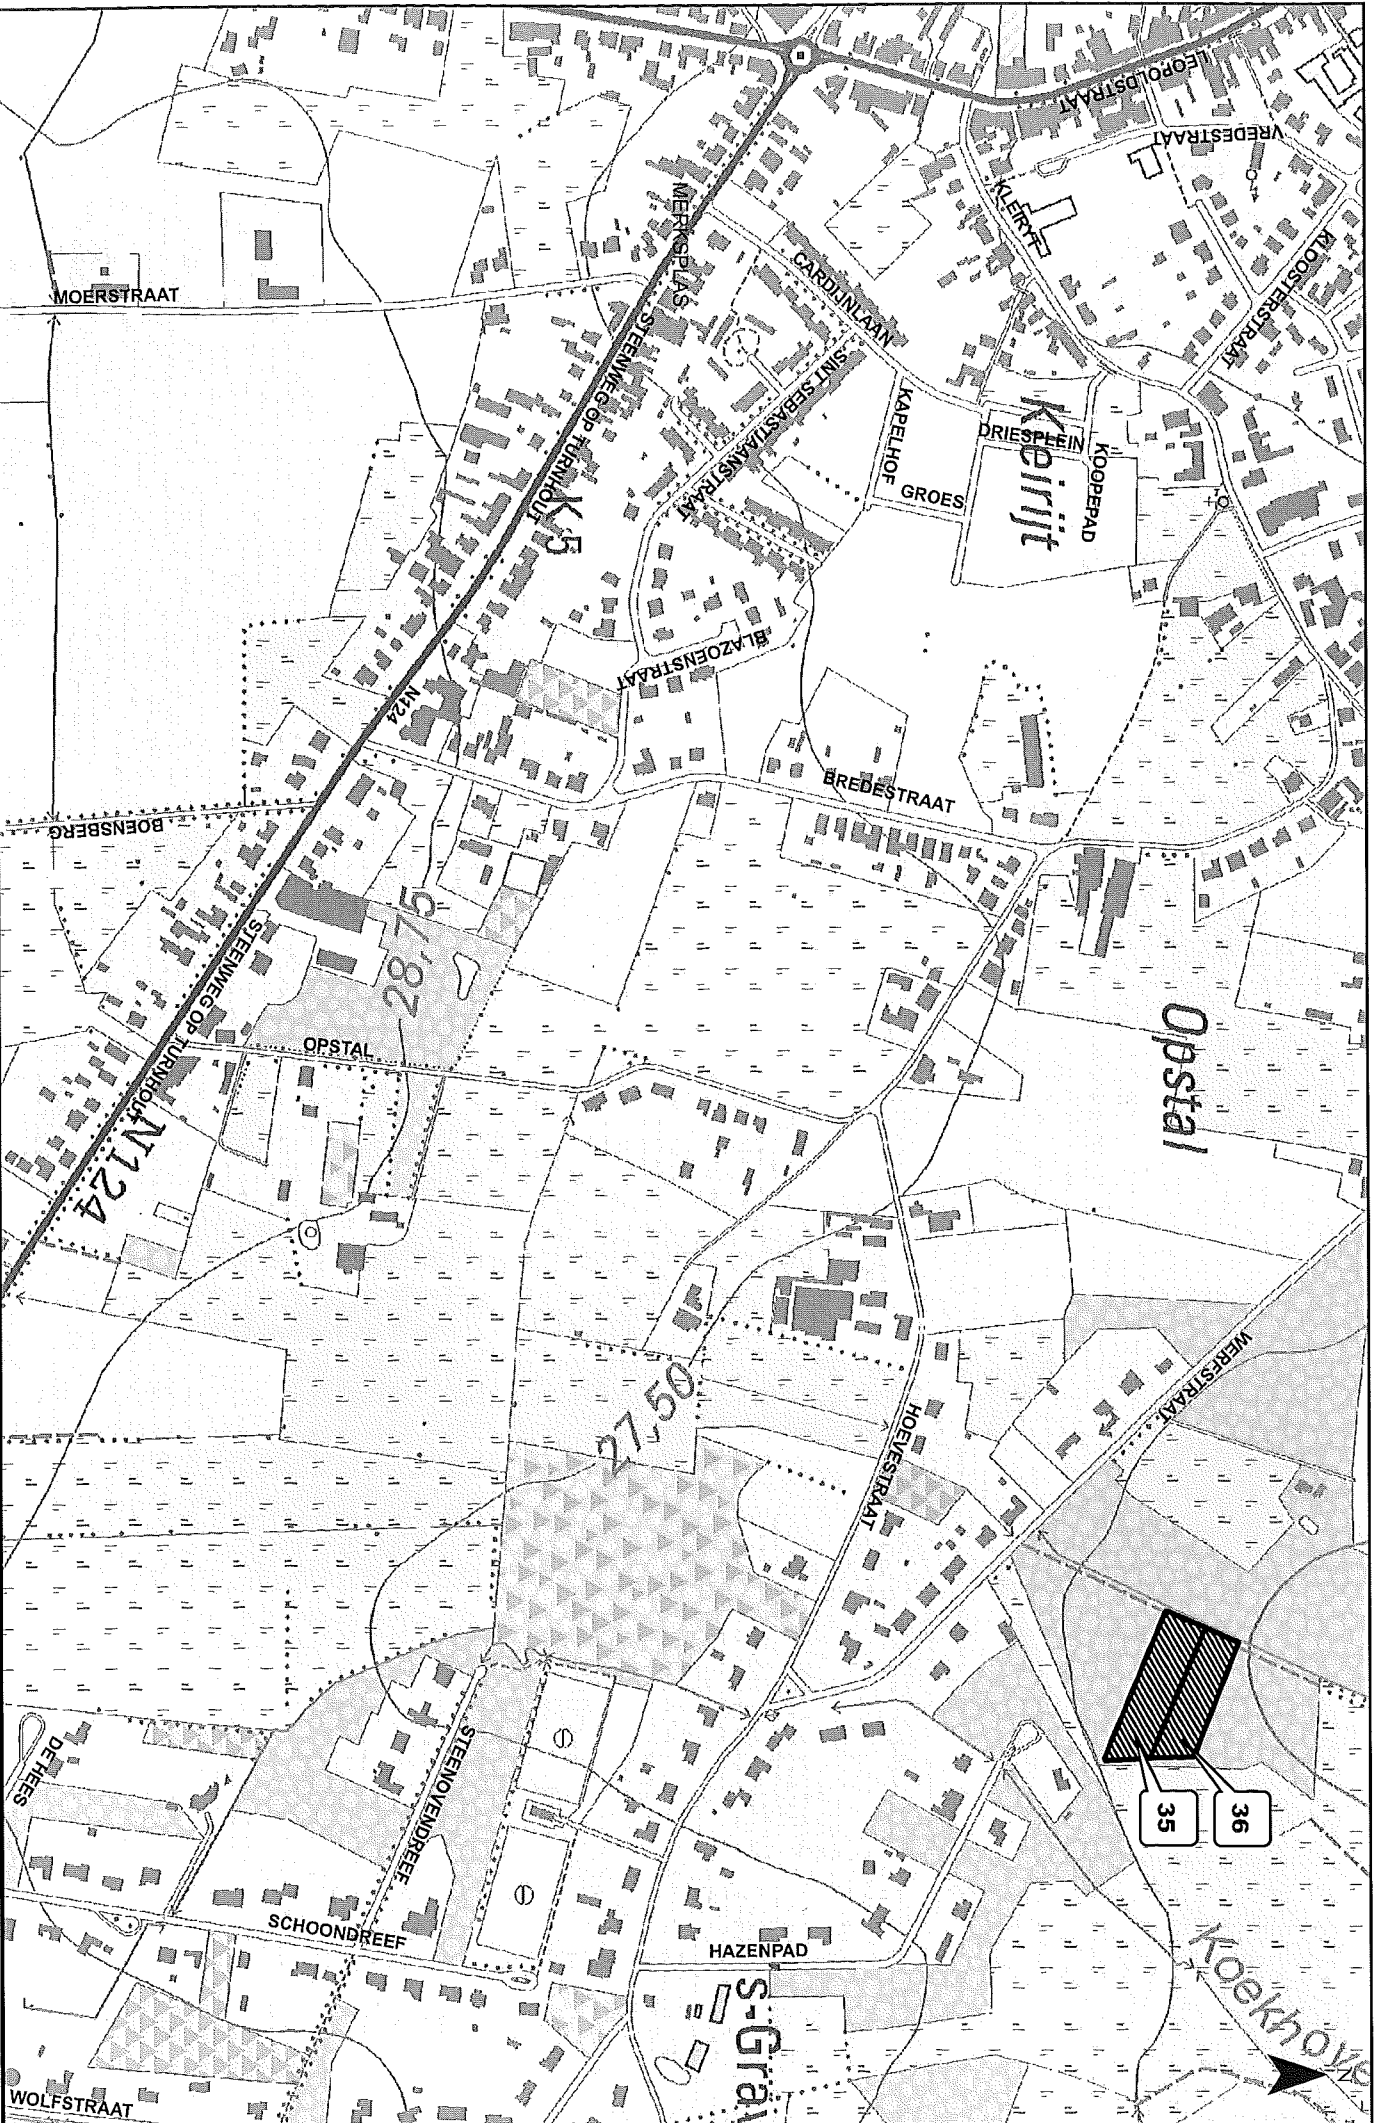 LEOPOLDSTRAAT
VREDESTRAAT
KLEIRYT
KLOOSTERSTRAAT
MERKSPLAS
CARDIJNLAAN
MOERSTRAAT
STEENWEG OP TURNHOUT
SINT SEBASTIAANSTRAAT
KAPELHOF
DRIESPLEIN
Kleirijt
KOOPEPAD
GROES
K5
BLAZOENSTRAAT
N124
BREDESTRAAT
BOENSBERG
28,75
STEENWEG OP TURNHOUT
OPSTAL
Opstal
N124
WERFSTRAAT
27,50
HOEVESTRAAT
36
35
DE HEES
STEENOVENDREEF
SCHOONDREEF
HAZENPAD
Koekhove
s-Gra
WOLFSTRAAT